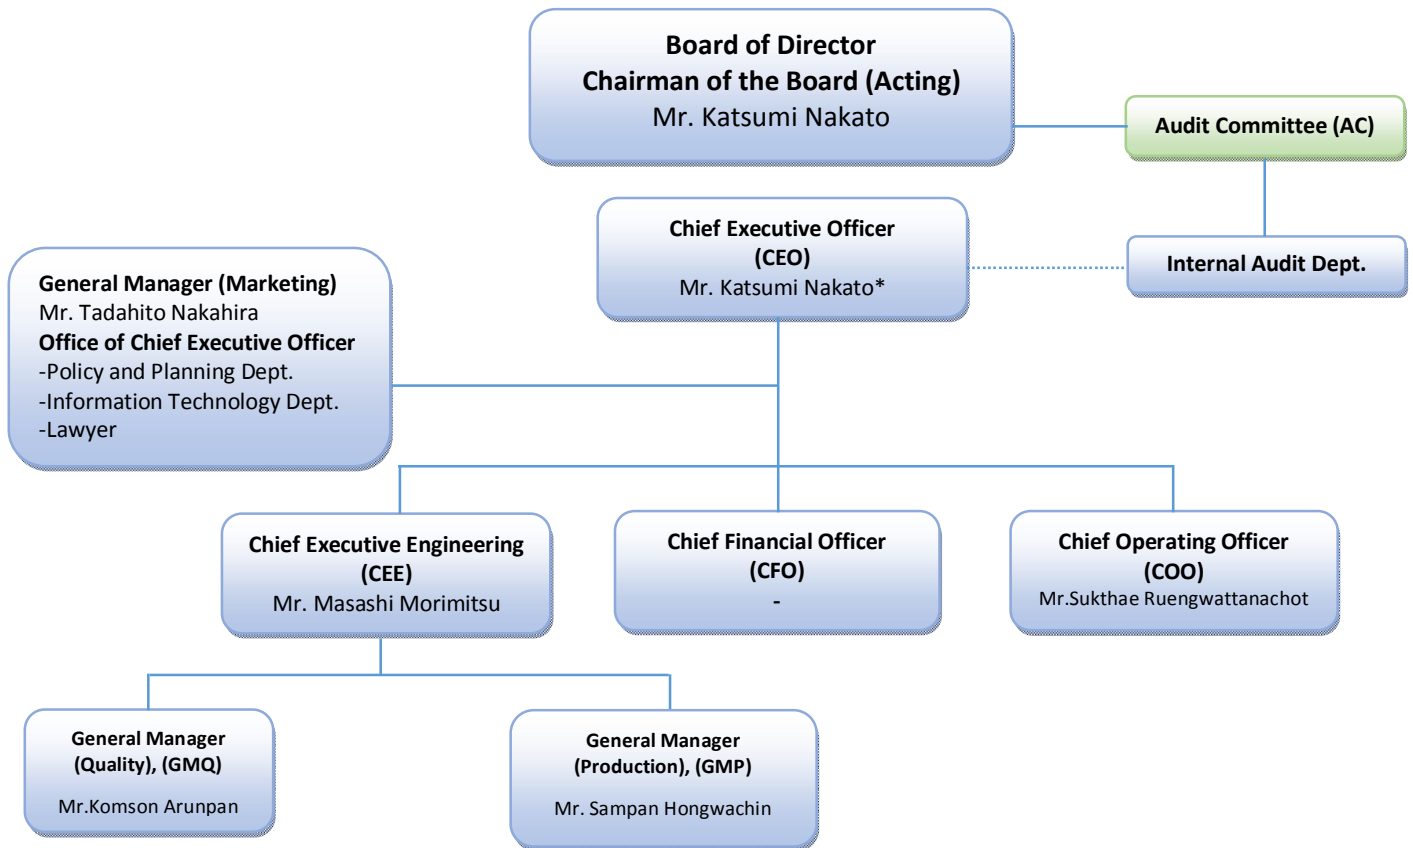 Board of Director
Chairman of the Board (Acting)
Mr. Katsumi Nakato
Audit Committee (AC)
Chief Executive Officer
(CEO)
Mr. Katsumi Nakato*
Internal Audit Dept.
General Manager (Marketing)
Mr. Tadahito Nakahira
Office of Chief Executive Officer
-Policy and Planning Dept.
-Information Technology Dept.
-Lawyer
Chief Executive Engineering
(CEE)
Mr. Masashi Morimitsu
Chief Financial Officer
(CFO)
-
Chief Operating Officer
(COO)
Mr.Sukthae Ruengwattanachot
General Manager
(Quality), (GMQ)
Mr.Komson Arunpan
General Manager
(Production), (GMP)
Mr. Sampan Hongwachin